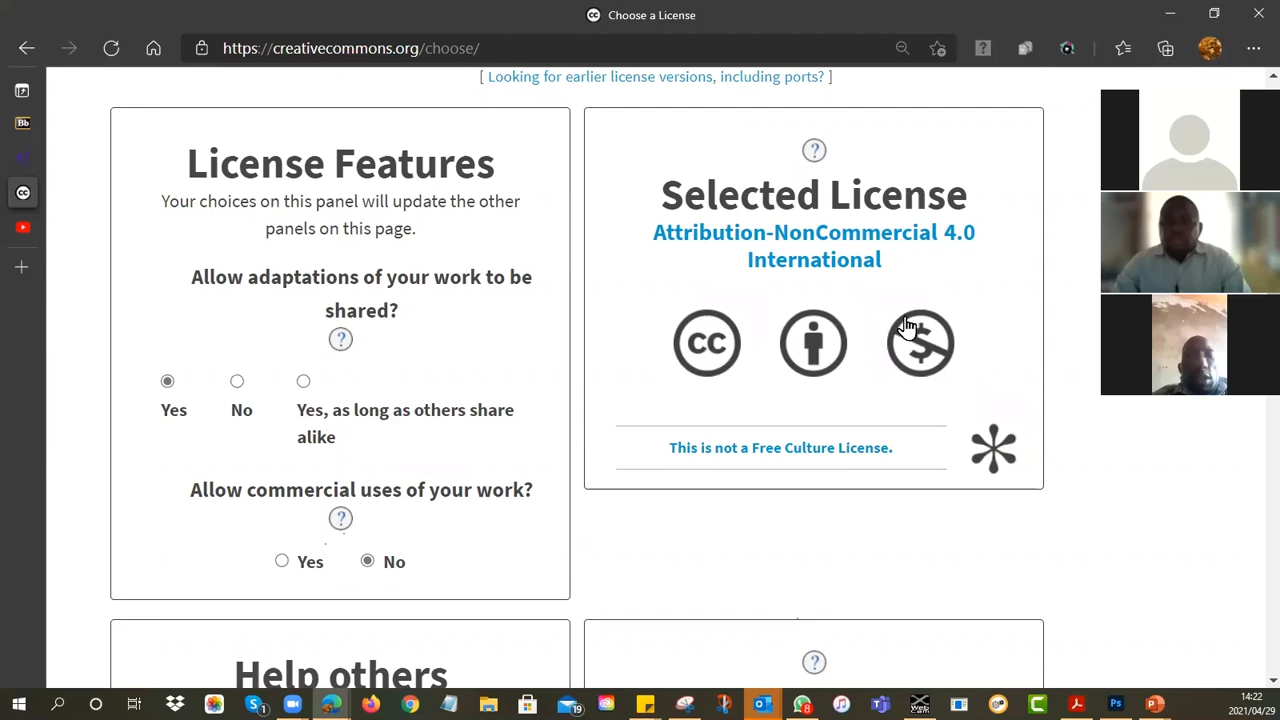 Choose a License
https://creativecommons.org/choose/
[ Looking for earlier license versions, including ports? ]
License Features
Your choices on this panel will update the other
panels on this page.
Allow adaptations of your work to be
shared?
?
Yes
No
Yes, as long as others share
alike
Allow commercial uses of your work?
?
Yes
No
?
Selected License
Attribution-NonCommercial 4.0
International
cc
$
This is not a Free Culture License.
Help others
?
Bb
cc
14:22
2021/04/29